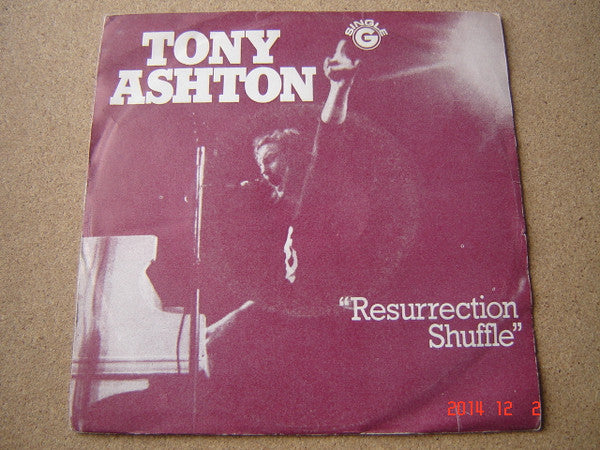 TONY
ASHTON
SINGLE
G
“Resurrection
Shuffle”
2014 12 2